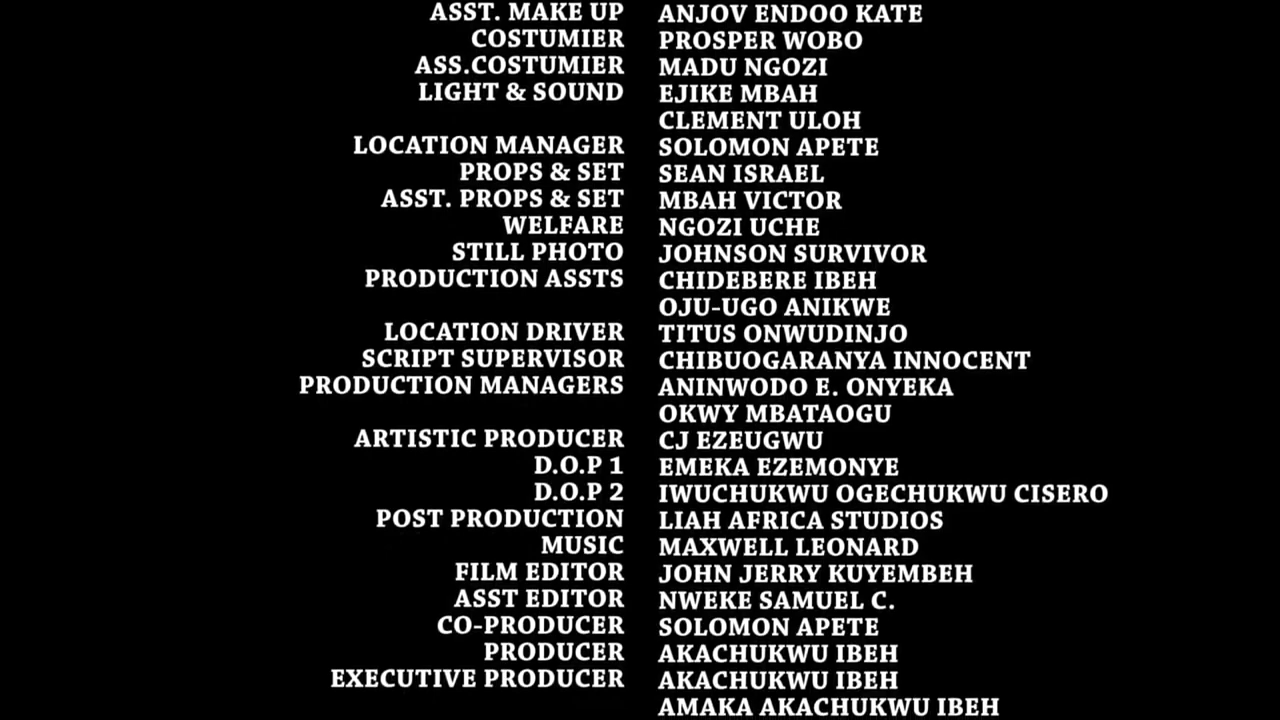 ASST. MAKE UP ANJOV ENDOO KATE
COSTUMIER PROSPER WOBO
ASS.COSTUMIER MADU NGOZI
LIGHT & SOUND EJIKE MBAH
CLEMENT ULOH
LOCATION MANAGER SOLOMON APETE
PROPS & SET SEAN ISRAEL
ASST. PROPS & SET MBAH VICTOR
WELFARE NGOZI UCHE
STILL PHOTO JOHNSON SURVIVOR
PRODUCTION ASSTS CHIDEBERE IBEH
OJU-UGO ANIKWE
LOCATION DRIVER TITUS ONWUDINJO
SCRIPT SUPERVISOR CHIBUOGARANYA INNOCENT
PRODUCTION MANAGERS ANINWODO E. ONYEKA
OKWY MBATAOGU
ARTISTIC PRODUCER CJ EZEUGWU
D.O.P 1 EMEKA EZEMONYE
D.O.P 2 IWUCHUKWU OGECHUKWU CISERO
POST PRODUCTION LIAH AFRICA STUDIOS
MUSIC MAXWELL LEONARD
FILM EDITOR JOHN JERRY KUYEMBEH
ASST EDITOR NWEKE SAMUEL C.
CO-PRODUCER SOLOMON APETE
PRODUCER AKACHUKWU IBEH
EXECUTIVE PRODUCER AKACHUKWU IBEH
AMAKA AKACHUKWU IBEH